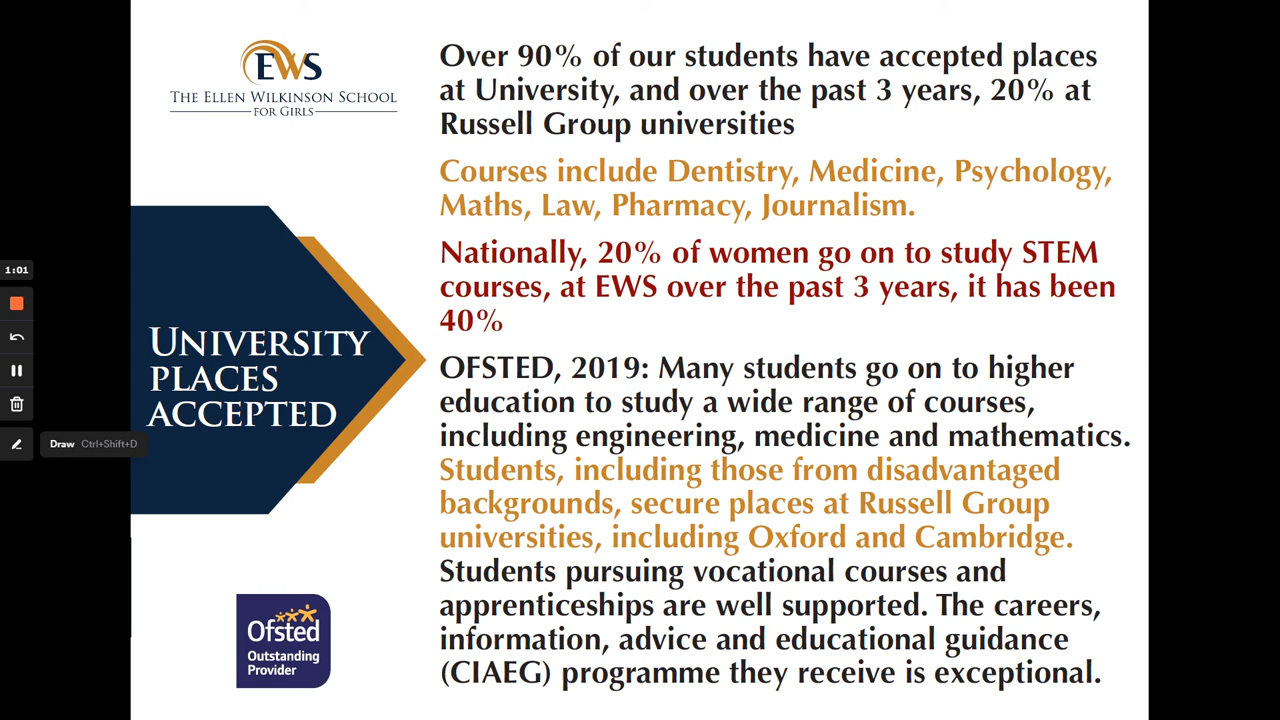 EWS
THE ELLEN WILKINSON SCHOOL
FOR GIRLS
Over 90% of our students have accepted places
at University, and over the past 3 years, 20% at
Russell Group universities
Courses include Dentistry, Medicine, Psychology,
Maths, Law, Pharmacy, Journalism.
Nationally, 20% of women go on to study STEM
courses, at EWS over the past 3 years, it has been
40%
1:01
UNIVERSITY
PLACES
ACCEPTED
Draw Ctrl+Shift+D
OFSTED, 2019: Many students go on to higher
education to study a wide range of courses,
including engineering, medicine and mathematics.
Students, including those from disadvantaged
backgrounds, secure places at Russell Group
universities, including Oxford and Cambridge.
Students pursuing vocational courses and
apprenticeships are well supported. The careers,
information, advice and educational guidance
(CIAEG) programme they receive is exceptional.
Ofsted
Outstanding
Provider